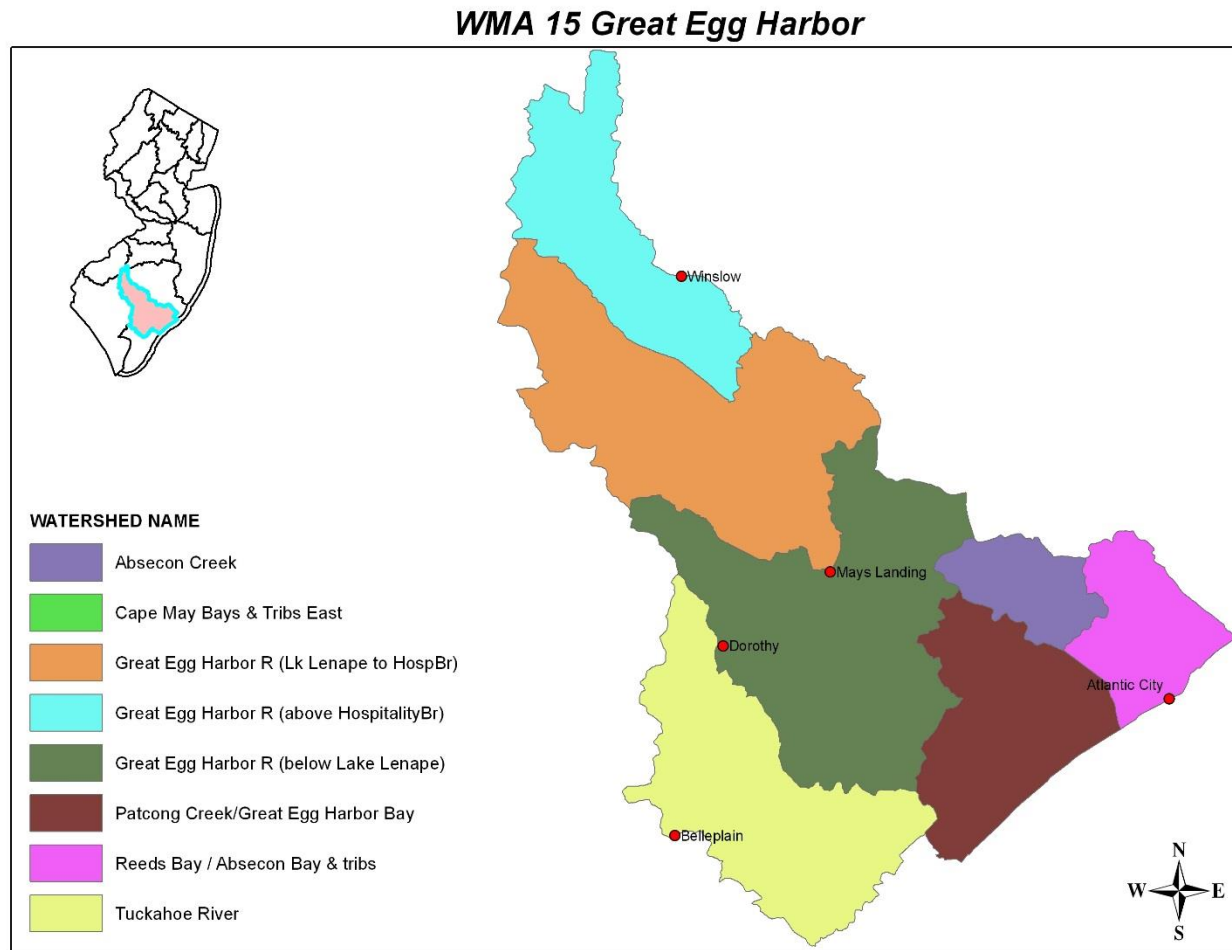 WMA 15 Great Egg Harbor
Winslow
Mays Landing
Dorothy
Atlantic City
Belleplain
WATERSHED NAME
Absecon Creek
Cape May Bays & Tribs East
Great Egg Harbor R (Lk Lenape to HospBr)
Great Egg Harbor R (above HospitalityBr)
Great Egg Harbor R (below Lake Lenape)
Patcong Creek/Great Egg Harbor Bay
Reeds Bay / Absecon Bay & tribs
Tuckahoe River
N
W E
S